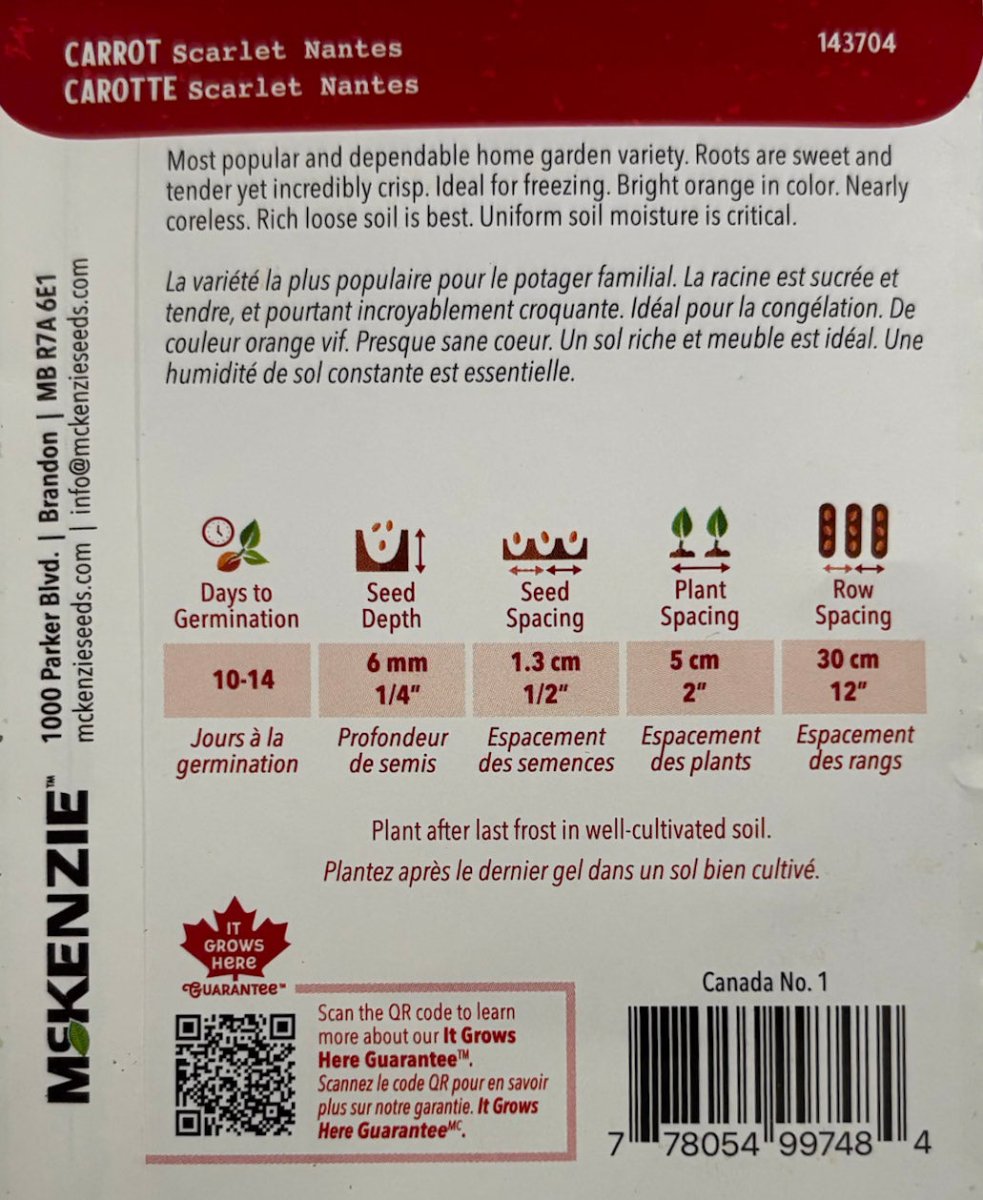 CARROT Scarlet Nantes
CAROTTE Scarlet Nantes
143704
Most popular and dependable home garden variety. Roots are sweet and
tender yet incredibly crisp. Ideal for freezing. Bright orange in color. Nearly
coreless. Rich loose soil is best. Uniform soil moisture is critical.
La variété la plus populaire pour le potager familial. La racine est sucrée et
tendre, et pourtant incroyablement croquante. Idéal pour la congélation. De
couleur orange vif. Presque sane coeur. Un sol riche et meuble est idéal. Une
humidité de sol constante est essentielle.
Days to
Germination
10-14
Jours à la
germination
Seed
Depth
6 mm
1/4"
Profondeur
de semis
Seed
Spacing
1.3 cm
1/2"
Espacement
des semences
Plant
Spacing
5 cm
2"
Espacement
des plants
Row
Spacing
30 cm
12"
Espacement
des rangs
Plant after last frost in well-cultivated soil.
Plantez après le dernier gel dans un sol bien cultivé.
IT
GROWS
HERE
GUARANTEE™
Scan the QR code to learn
more about our It Grows
Here Guarantee™.
Scannez le code QR pour en savoir
plus sur notre garantie. It Grows
Here Guaranteeᴹᶜ.
Canada No. 1
7 78054 99748 4
McKENZIE™
1000 Parker Blvd. | Brandon | MB R7A 6E1
mckenzieseeds.com | info@mckenzieseeds.com